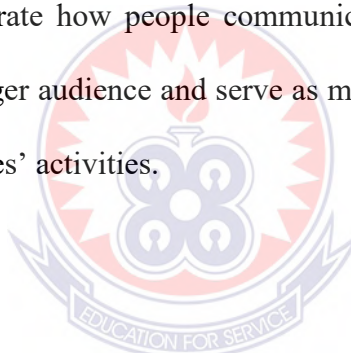 rate how people communic
ger audience and serve as m
es’ activities.
EDUCATION FOR SERVICE